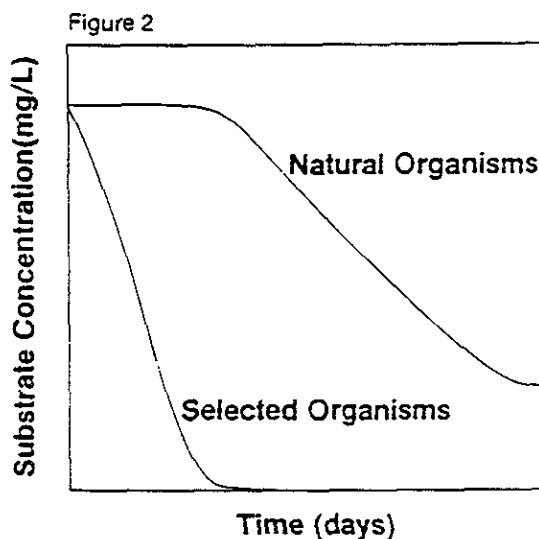 Figure 2
Substrate Concentration(mg/L)
Natural Organisms
Selected Organisms
Time (days)